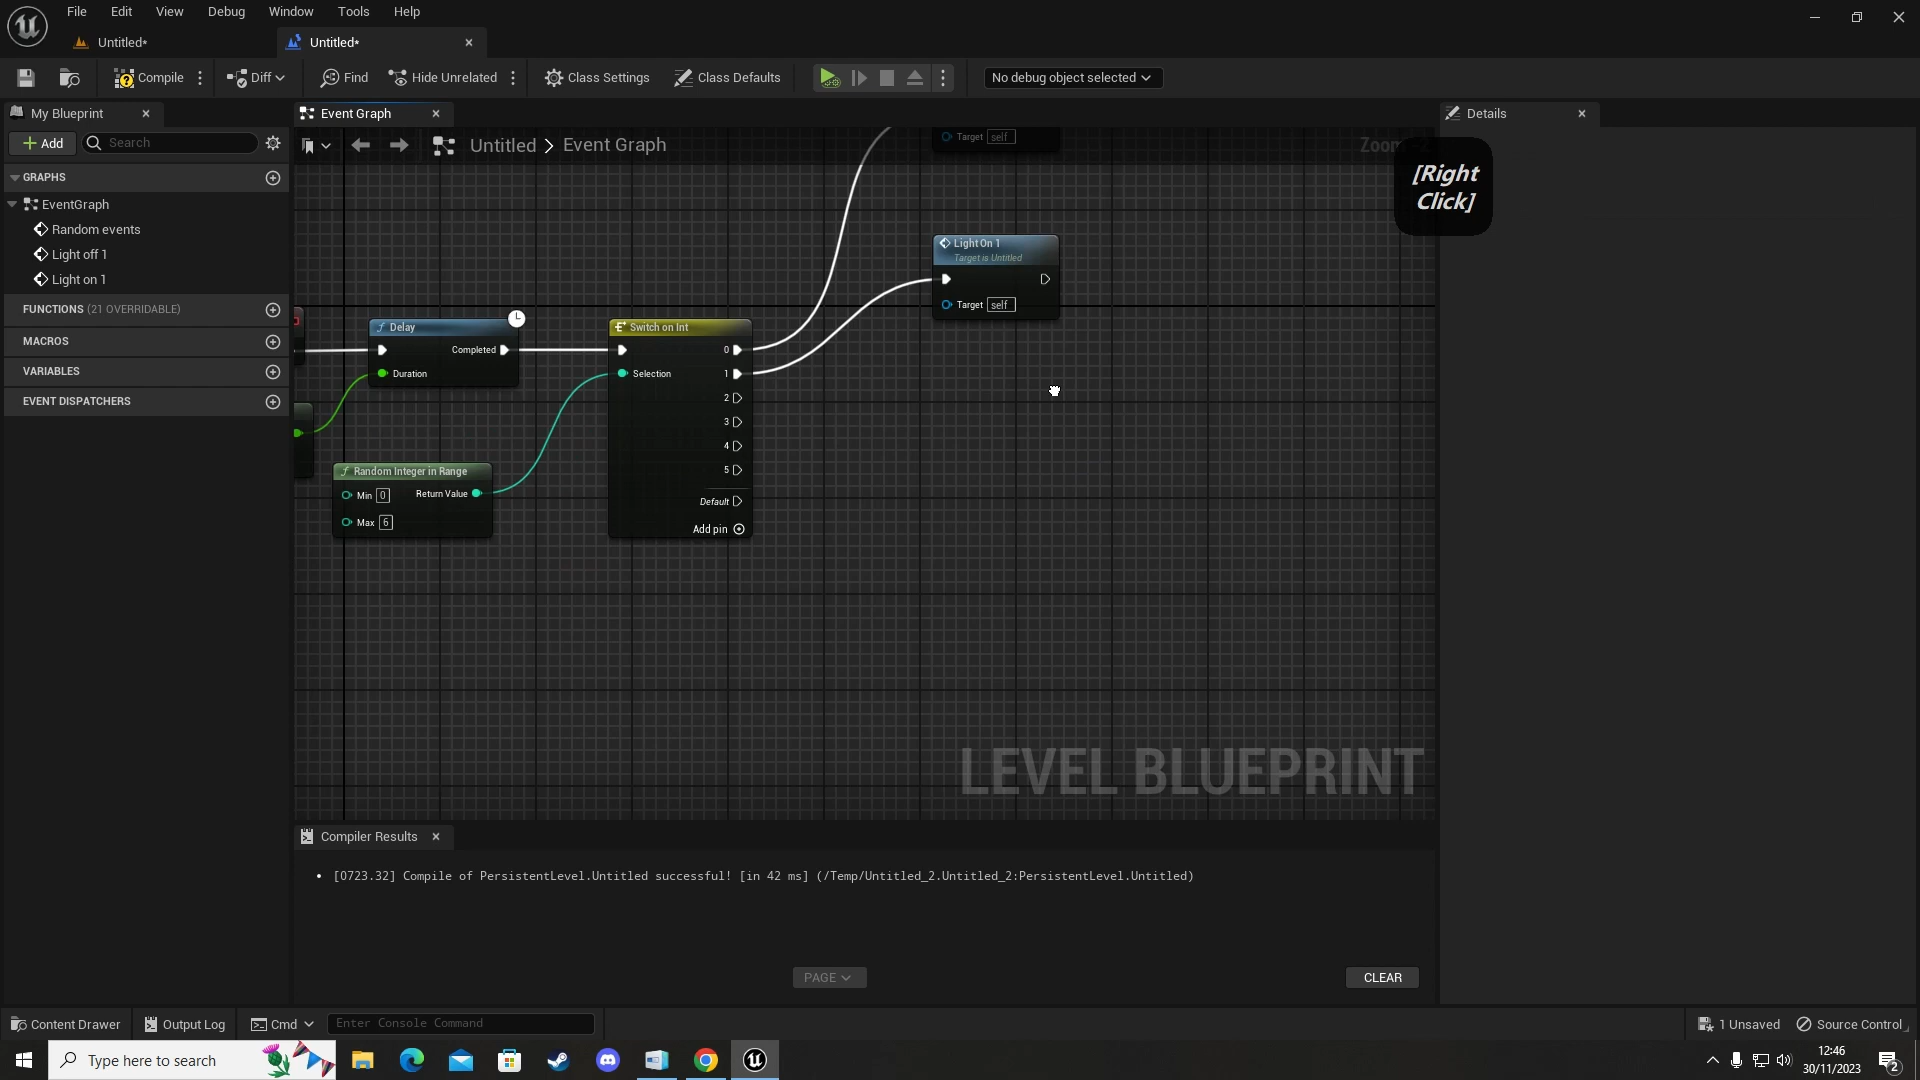 File Edit View Debug Window Tools Help
Untitled* Untitled*
Compile Diff Find Hide Unrelated Class Settings Class Defaults No debug object selected
My Blueprint Event Graph Details
Add Search Untitled > Event Graph
Target self
[Right
Click]
GRAPHS
EventGraph
Random events
Light off 1
Light on 1
FUNCTIONS (21 OVERRIDABLE)
MACROS
VARIABLES
EVENT DISPATCHERS
Light On 1
Target is Untitled
Target self
Delay
Completed
Duration
Switch on Int
0
Selection 1
2
3
4
5
Default
Add pin
Random Integer in Range
Min 0 Return Value
Max 6
LEVEL BLUEPRINT
Compiler Results
• [0723.32] Compile of PersistentLevel.Untitled successful! [in 42 ms] (/Temp/Untitled_2.Untitled_2:PersistentLevel.Untitled)
PAGE CLEAR
Content Drawer Output Log Cmd Enter Console Command 1 Unsaved Source Control
Type here to search
12:46
30/11/2023
2